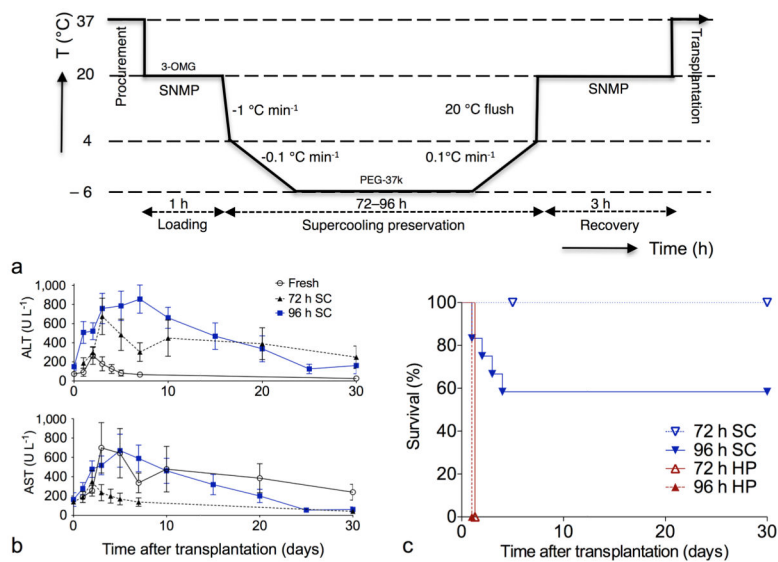 T (°C)
37
20
4
– 6
Procurement
3-OMG
SNMP
-1 °C min⁻¹
-0.1 °C min⁻¹
PEG-37k
20 °C flush
0.1°C min⁻¹
SNMP
Transplantation
1 h
72–96 h
3 h
Loading
Supercooling preservation
Recovery
Time (h)
a
ALT (U L⁻¹)
1,000
800
600
400
200
0
0
10
20
30
Fresh
72 h SC
96 h SC
AST (U L⁻¹)
1,000
800
600
400
200
0
0
10
20
30
Time after transplantation (days)
b
Survival (%)
100
80
60
40
20
0
0
10
20
30
72 h SC
96 h SC
72 h HP
96 h HP
Time after transplantation (days)
c